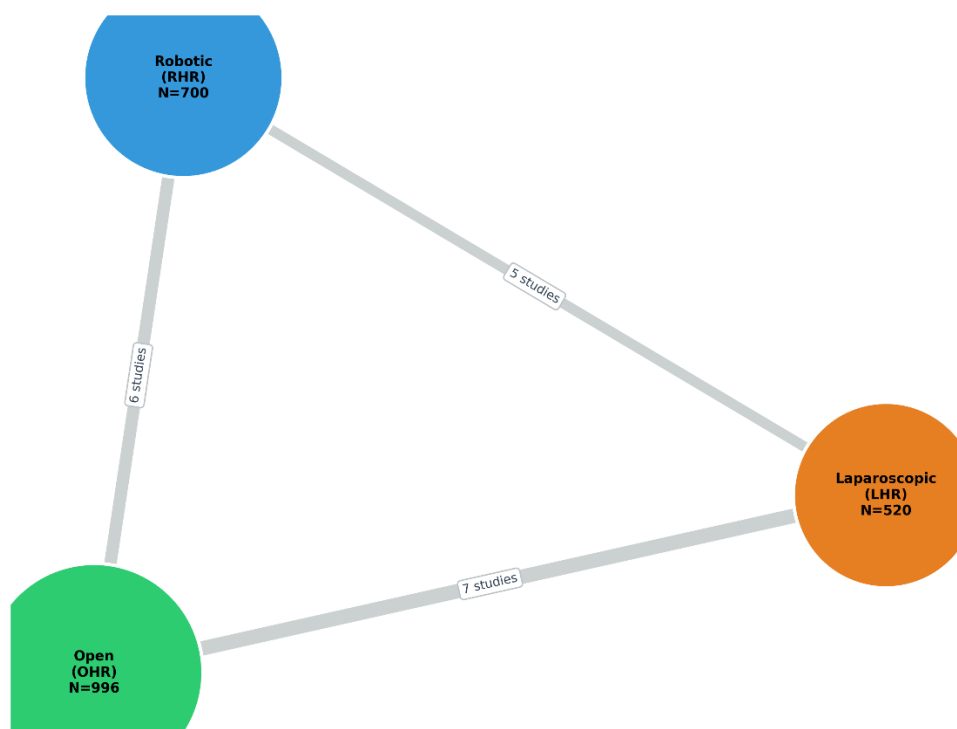 Robotic
(RHR)
N=700
5 studies
6 studies
Laparoscopic
(LHR)
N=520
7 studies
Open
(OHR)
N=996